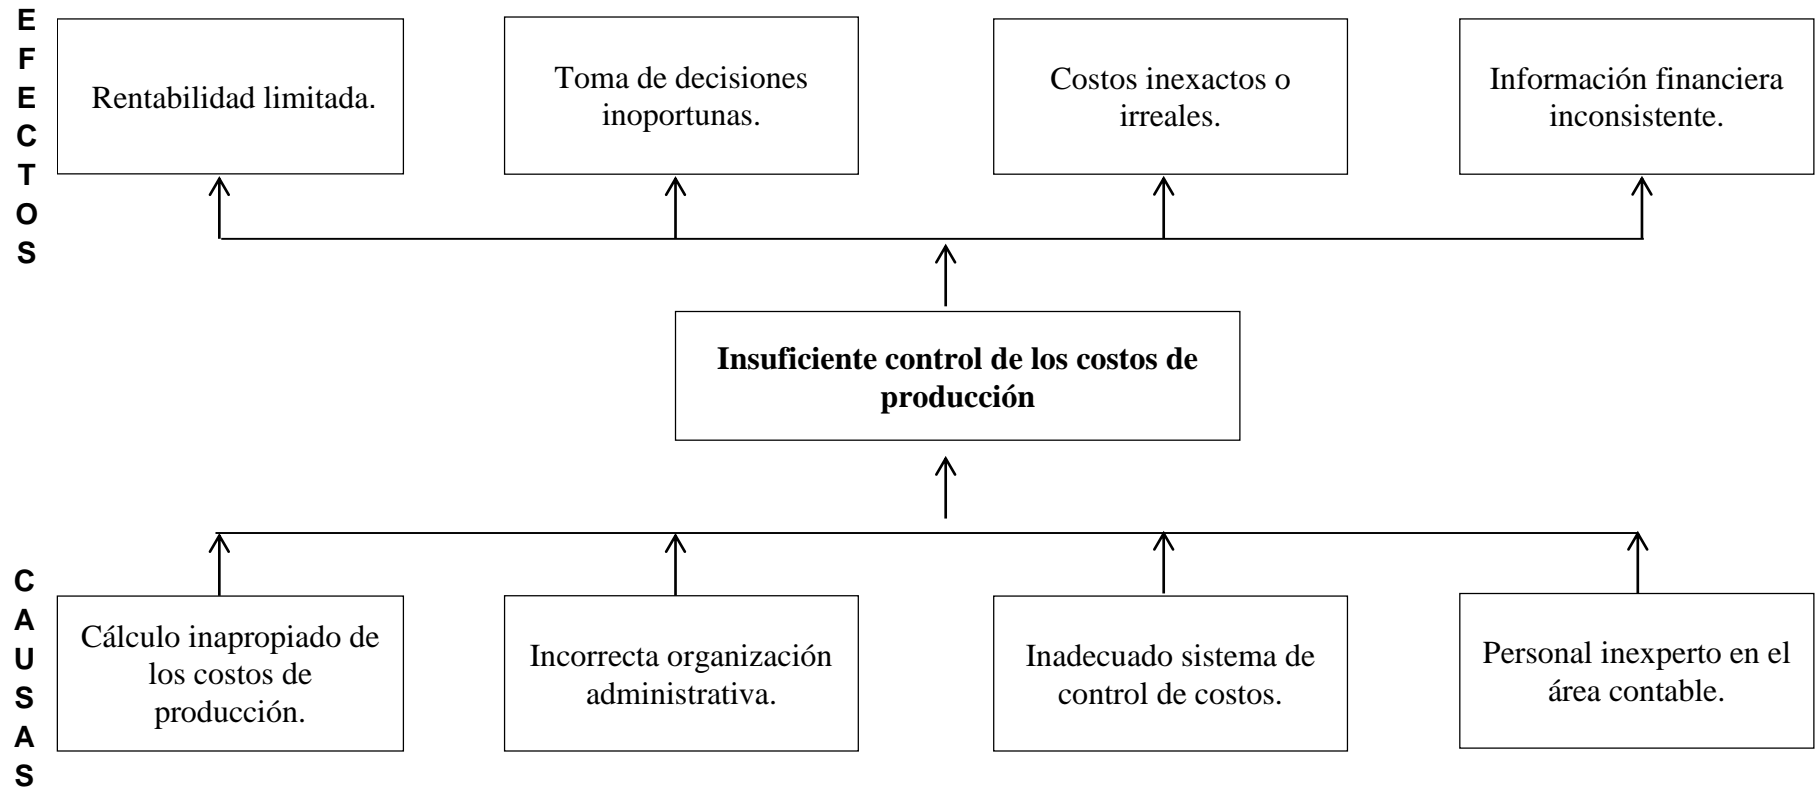 EFECTOS
Rentabilidad limitada.
Toma de decisiones
inoportunas.
Costos inexactos o
irreales.
Información financiera
inconsistente.
Insuficiente control de los costos de
producción
CAUSAS
Cálculo inapropiado de
los costos de
producción.
Incorrecta organización
administrativa.
Inadecuado sistema de
control de costos.
Personal inexperto en el
área contable.